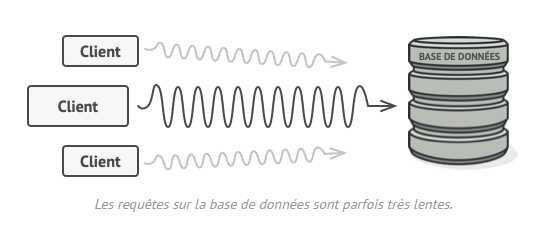 Client
BASE DE DONNÉES
Client
Client
Les requêtes sur la base de données sont parfois très lentes.